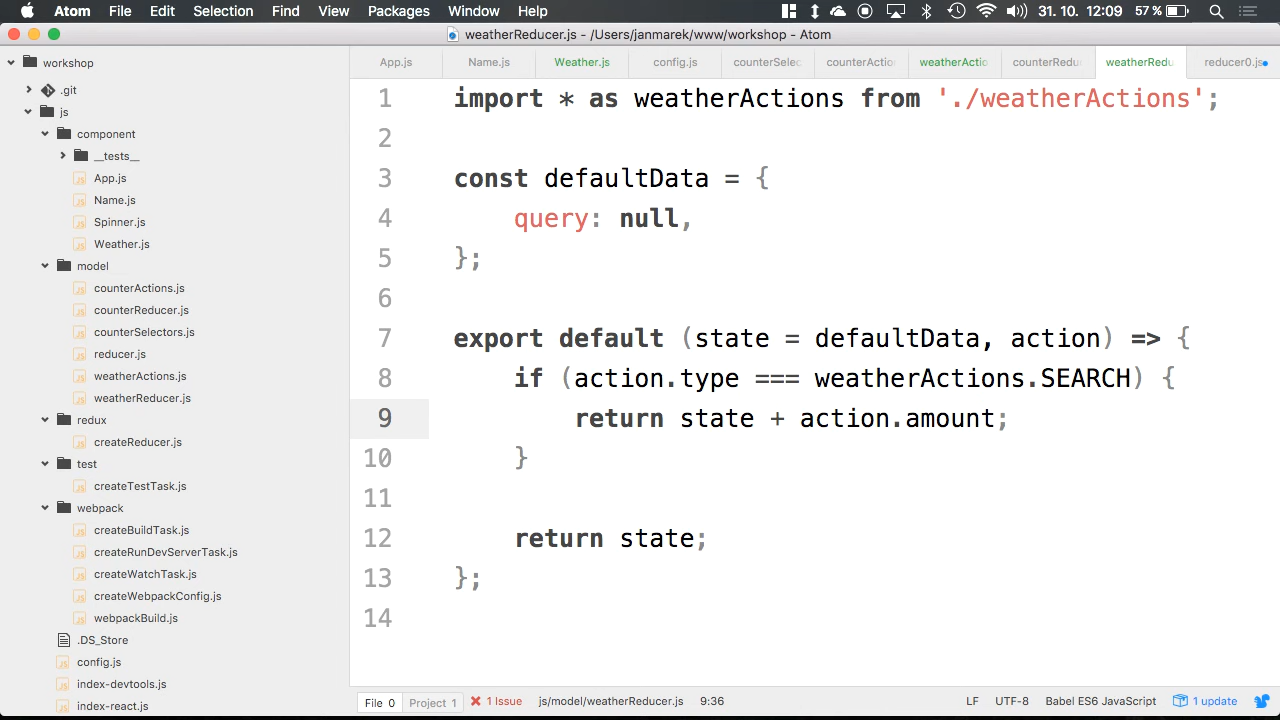 Atom File Edit Selection Find View Packages Window Help 31. 10. 12:09 57 %
weatherReducer.js - /Users/janmarek/www/workshop - Atom
workshop
.git
js
component
__tests__
App.js
Name.js
Spinner.js
Weather.js
model
counterActions.js
counterReducer.js
counterSelectors.js
reducer.js
weatherActions.js
weatherReducer.js
redux
createReducer.js
test
createTestTask.js
webpack
createBuildTask.js
createRunDevServerTask.js
createWatchTask.js
createWebpackConfig.js
webpackBuild.js
.DS_Store
config.js
index-devtools.js
index-react.js
App.js Name.js Weather.js config.js counterSelec counterActio weatherActio counterRedu weatherRedu reducer0.js
1 import * as weatherActions from './weatherActions';
2
3 const defaultData = {
4 query: null,
5 };
6
7 export default (state = defaultData, action) => {
8 if (action.type === weatherActions.SEARCH) {
9 return state + action.amount;
10 }
11
12 return state;
13 };
14
File 0 Project 1 1 Issue js/model/weatherReducer.js 9:36 LF UTF-8 Babel ES6 JavaScript 1 update